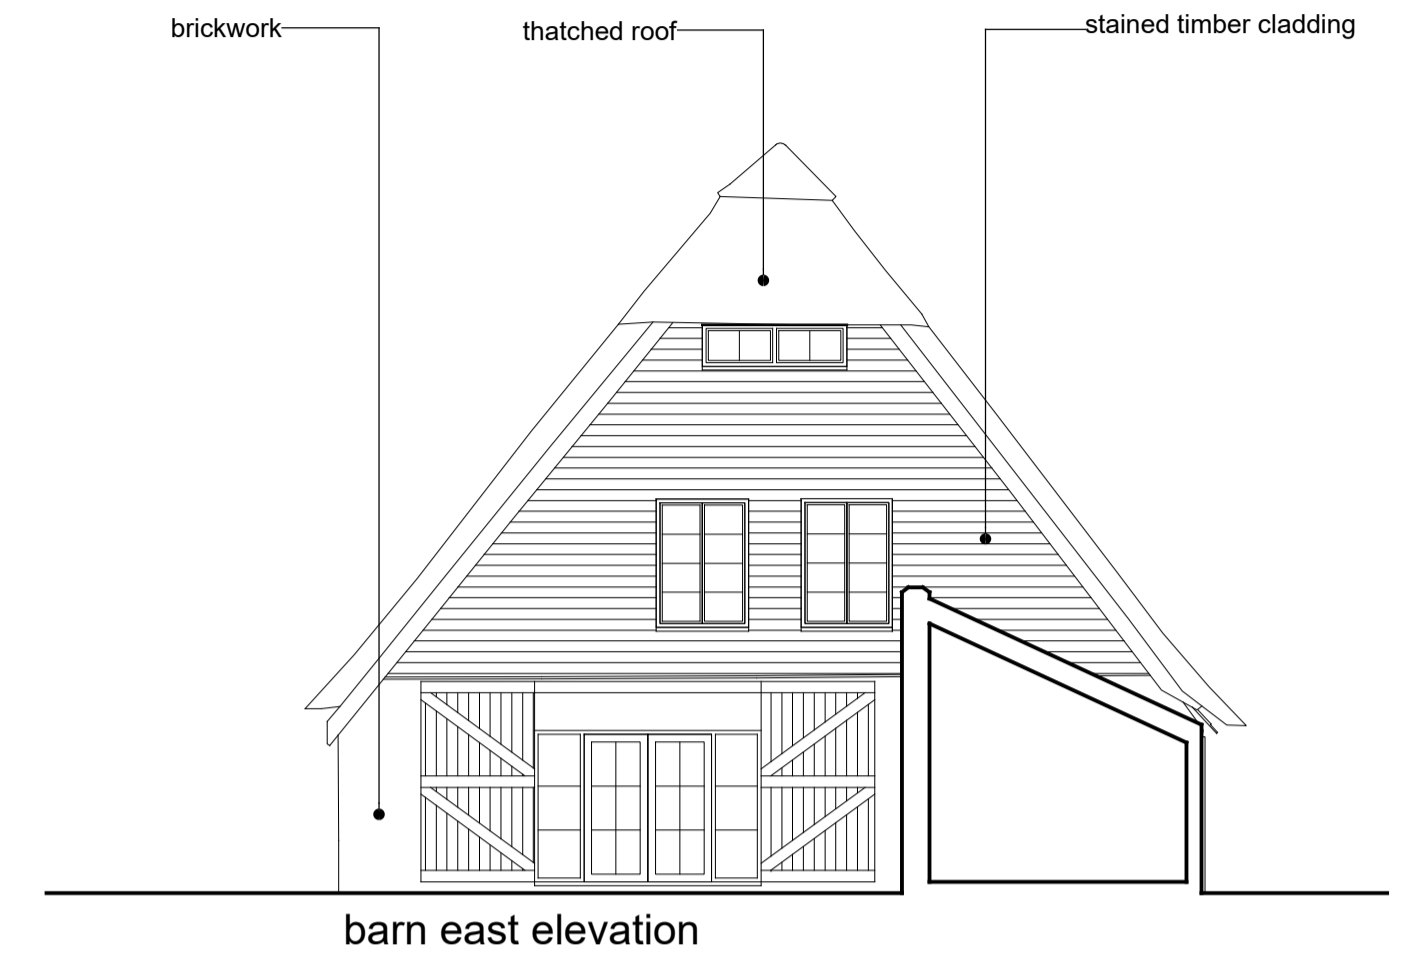 brickwork
thatched roof
stained timber cladding
barn east elevation